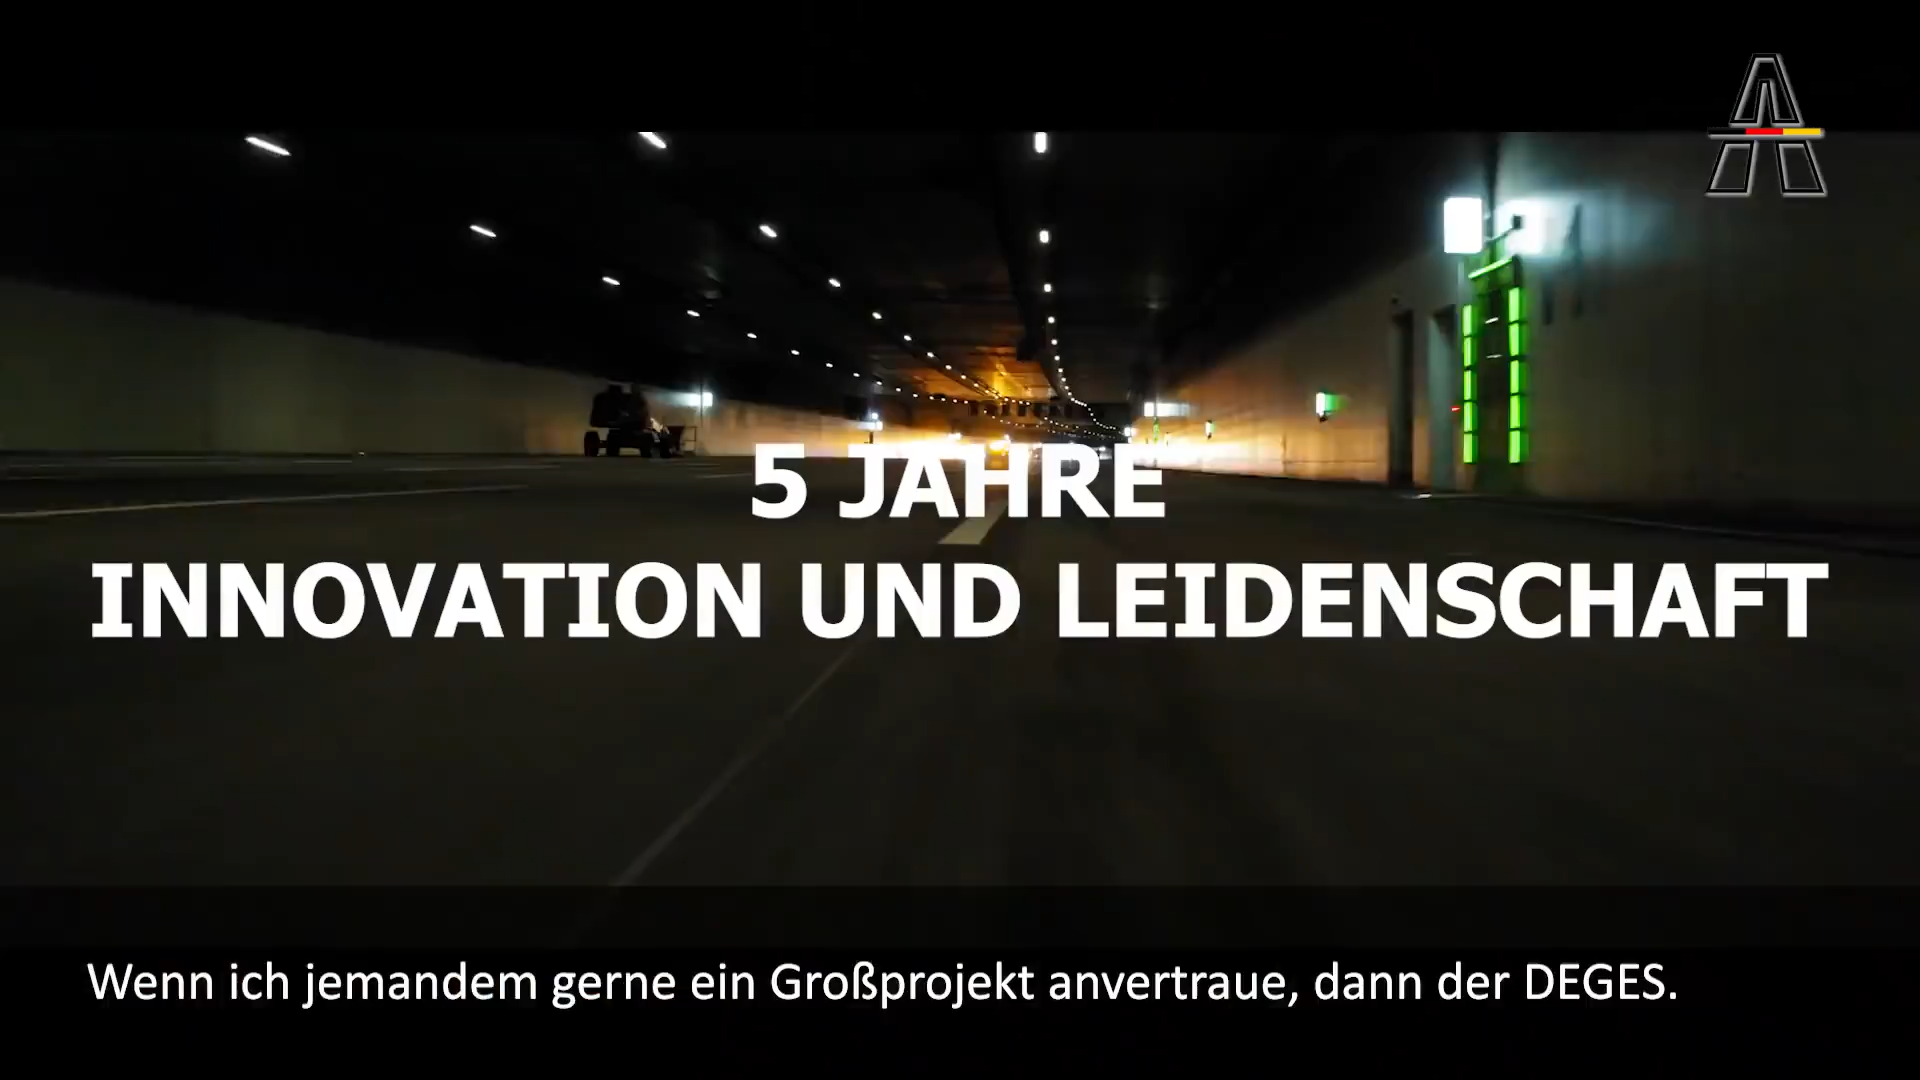 5 JAHRE
INNOVATION UND LEIDENSCHAFT
Wenn ich jemandem gerne ein Großprojekt anvertraue, dann der DEGES.